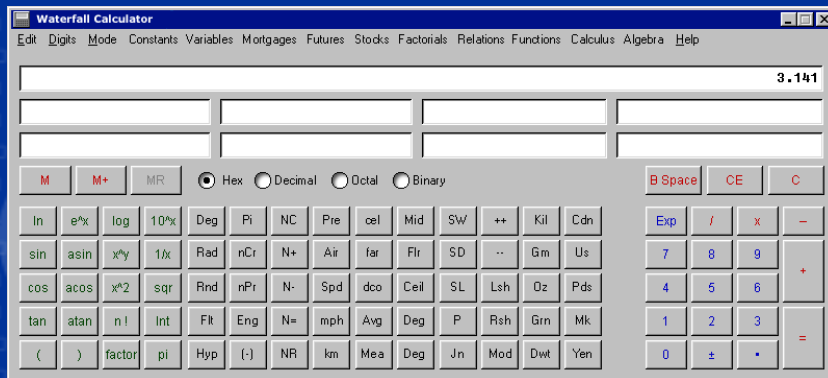 Waterfall Calculator
Edit Digits Mode Constants Variables Mortgages Futures Stocks Factorials Relations Functions Calculus Algebra Help
3.141
M M+ MR Hex Decimal Octal Binary B Space CE C
ln e^x log 10^x Deg Pi NC Pre cel Mid SW ++ Kil Cdn Exp / x –
sin asin x^y 1/x Rad nCr N+ Air far Flr SD -- Gm Us 7 8 9 +
cos acos x^2 sqr Rnd nPr N- Spd dco Ceil SL Lsh Oz Pds 4 5 6
tan atan n! Int Flt Eng N= mph Avg Deg P Rsh Grn Mk 1 2 3 =
( ) factor pi Hyp (-) NR km Mea Deg Jn Mod Dwt Yen 0 ± •